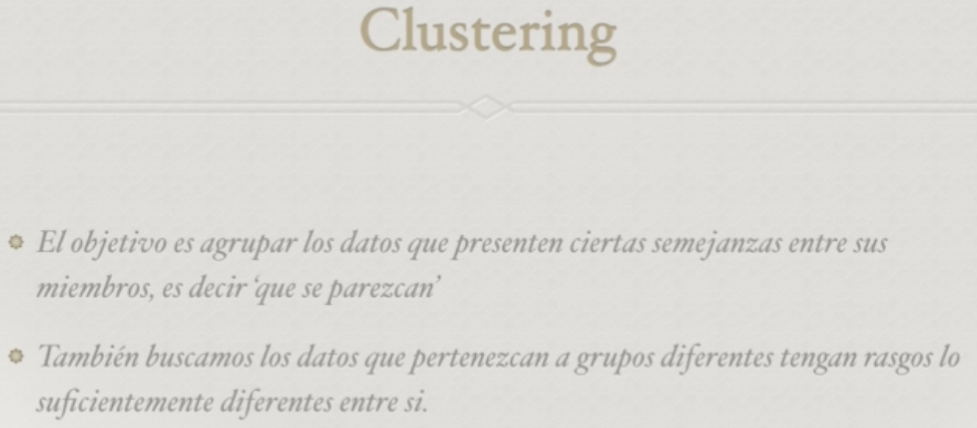 Clustering
El objetivo es agrupar los datos que presenten ciertas semejanzas entre sus
miembros, es decir ‘que se parezcan’
También buscamos los datos que pertenezcan a grupos diferentes tengan rasgos lo
suficientemente diferentes entre si.